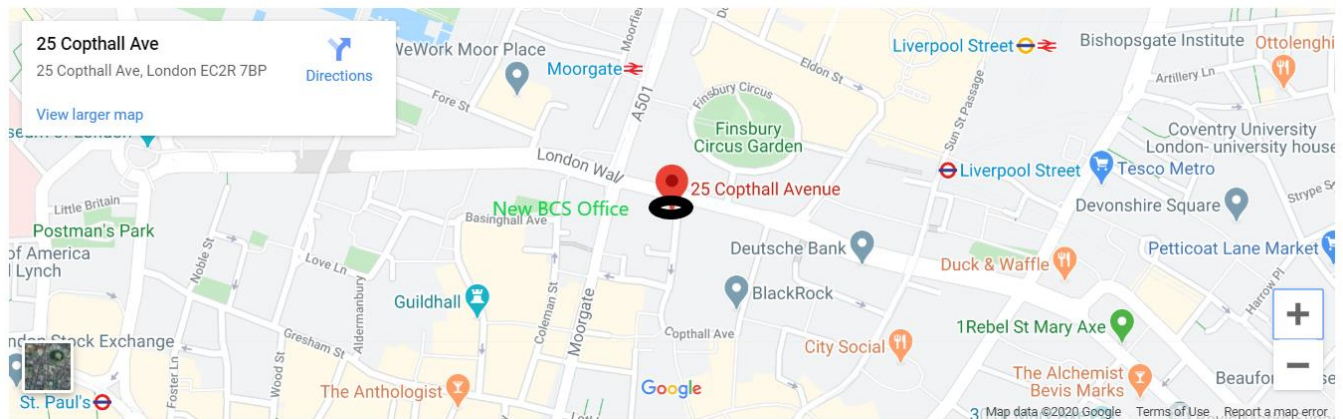 25 Copthall Ave
25 Copthall Ave, London EC2R 7BP
Directions
View larger map
WeWork Moor Place
Moorgate
A501
Fore St
London Wall
Finsbury Circus
Finsbury
Circus Garden
Eldon St
Liverpool Street
Sun St Passage
Bishopsgate Institute
Ottolenghi
Artillery Ln
Coventry University
London- university house
Liverpool Street
Tesco Metro
Devonshire Square
Petticoat Lane Market
Harrow Pl
25 Copthall Avenue
New BCS Office
Basinghall Ave
Little Britain
Postman's Park
of America
Lynch
Noble St
Love Ln
Aldermanbury
Guildhall
Coleman St
Moorgate
Deutsche Bank
BlackRock
Duck & Waffle
Copthall Ave
1Rebel St Mary Axe
City Social
The Alchemist
Bevis Marks
Stock Exchange
Gresham St
Wood St
Foster Ln
The Anthologist
St. Paul's
Google
+
−
Map data ©2020 Google
Terms of Use
Report a map error